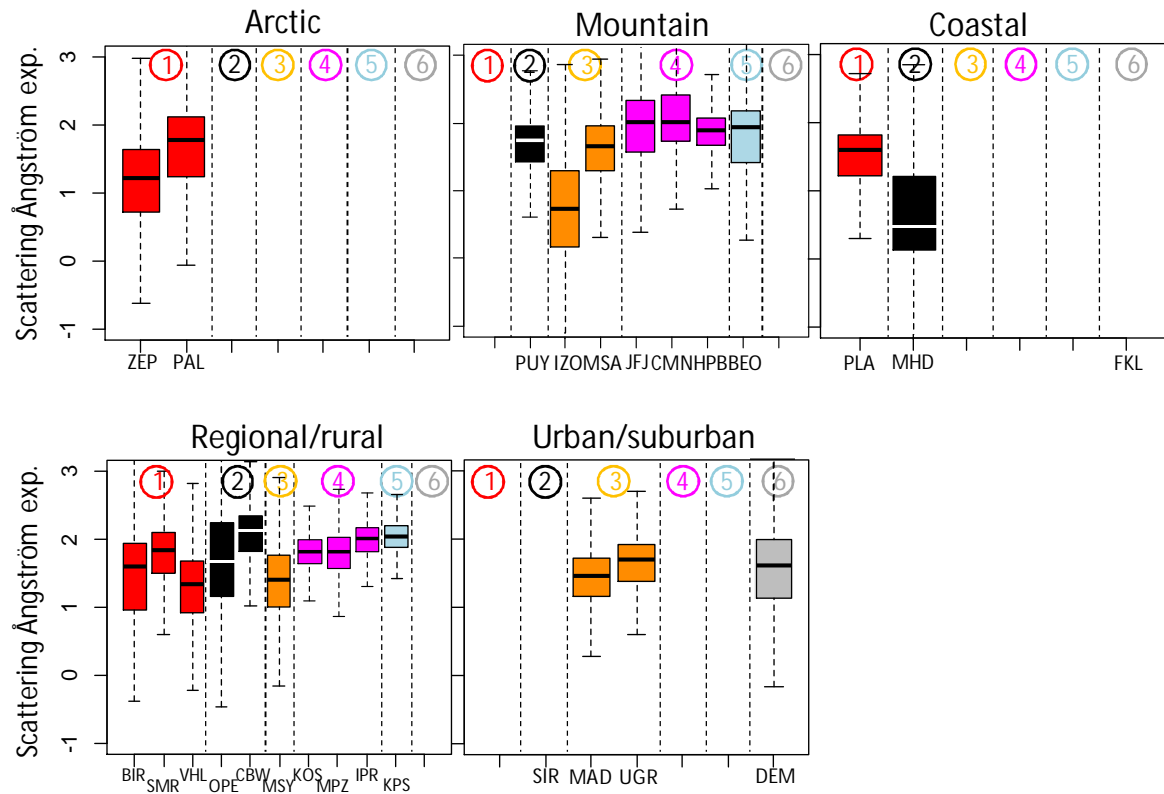 Arctic Mountain Coastal
Scattering Ångström exp.
3
2
1
0
-1
1 2 3 4 5 6
1 2 3 4 5 6
1 2 3 4 5 6
ZEP PAL
PUY IZO MSA JFJ CMN HPB BEO
PLA MHD FKL
Regional/rural Urban/suburban
Scattering Ångström exp.
3
2
1
0
-1
1 2 3 4 5 6
1 2 3 4 5 6
BIR SMR VHL OPE CBW MSY KOS MPZ IPR KPS
SIR MAD UGR DEM